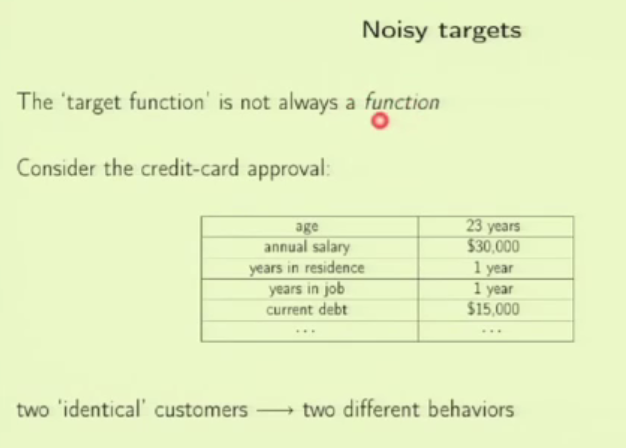 Noisy targets
The 'target function' is not always a function
Consider the credit-card approval:
age 23 years
annual salary $30,000
years in residence 1 year
years in job 1 year
current debt $15,000
... ...
two 'identical' customers ⟶ two different behaviors